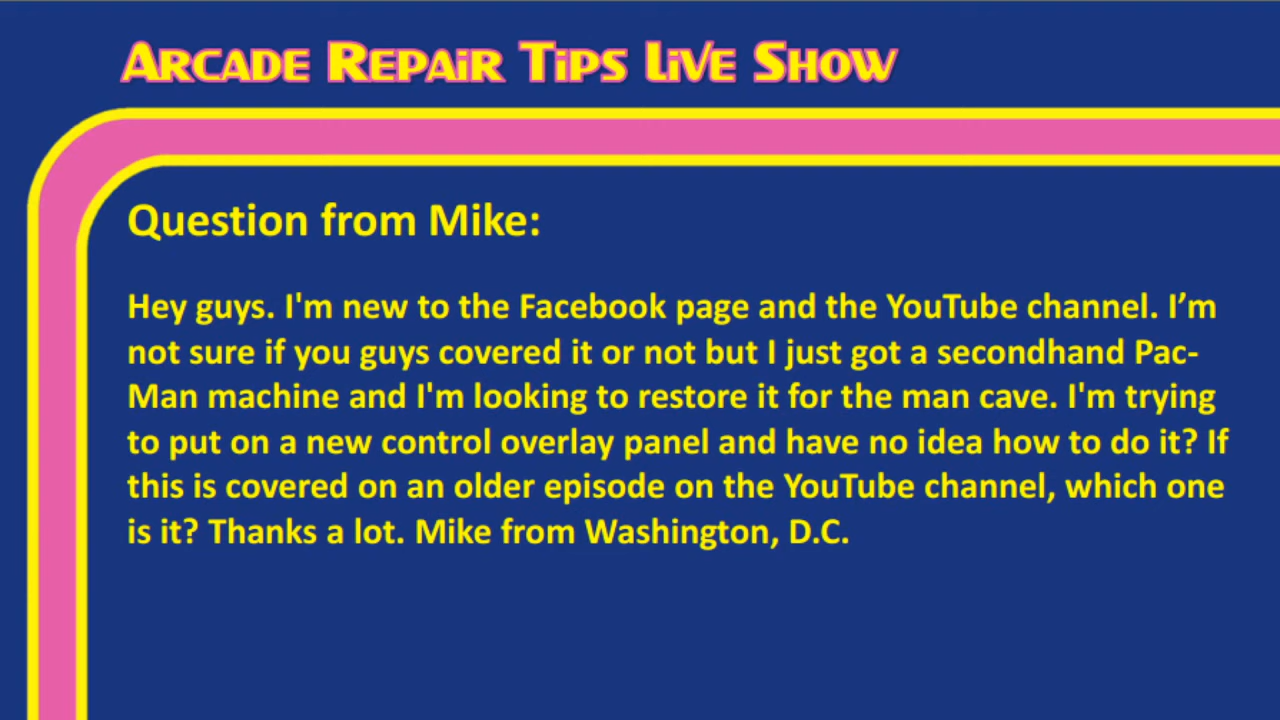 Arcade Repair Tips Live Show
Question from Mike:
Hey guys. I'm new to the Facebook page and the YouTube channel. I’m
not sure if you guys covered it or not but I just got a secondhand Pac-
Man machine and I'm looking to restore it for the man cave. I'm trying
to put on a new control overlay panel and have no idea how to do it? If
this is covered on an older episode on the YouTube channel, which one
is it? Thanks a lot. Mike from Washington, D.C.